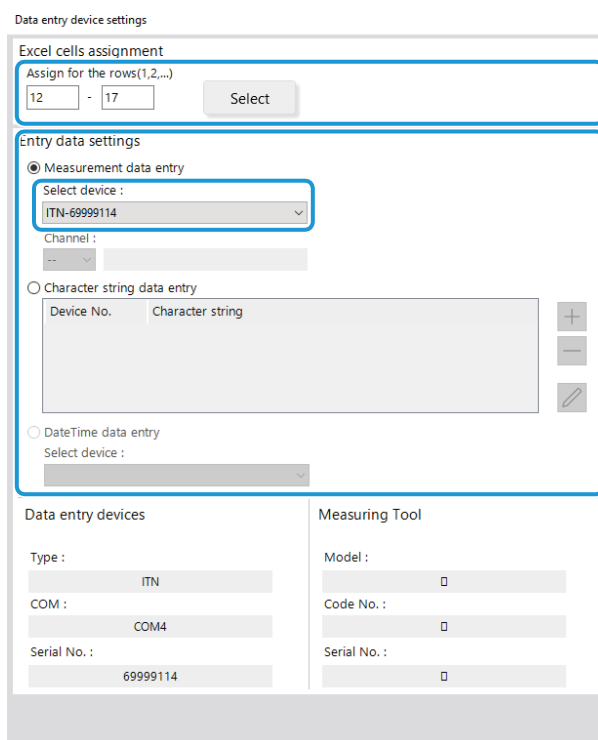 Data entry device settings
Excel cells assignment
Assign for the rows(1,2,...)
12 - 17 Select
Entry data settings
Measurement data entry
Select device :
ITN-69999114
Channel :
--
Character string data entry
Device No. Character string
DateTime data entry
Select device :
Data entry devices
Type :
ITN
COM :
COM4
Serial No. :
69999114
Measuring Tool
Model :
Code No. :
Serial No. :